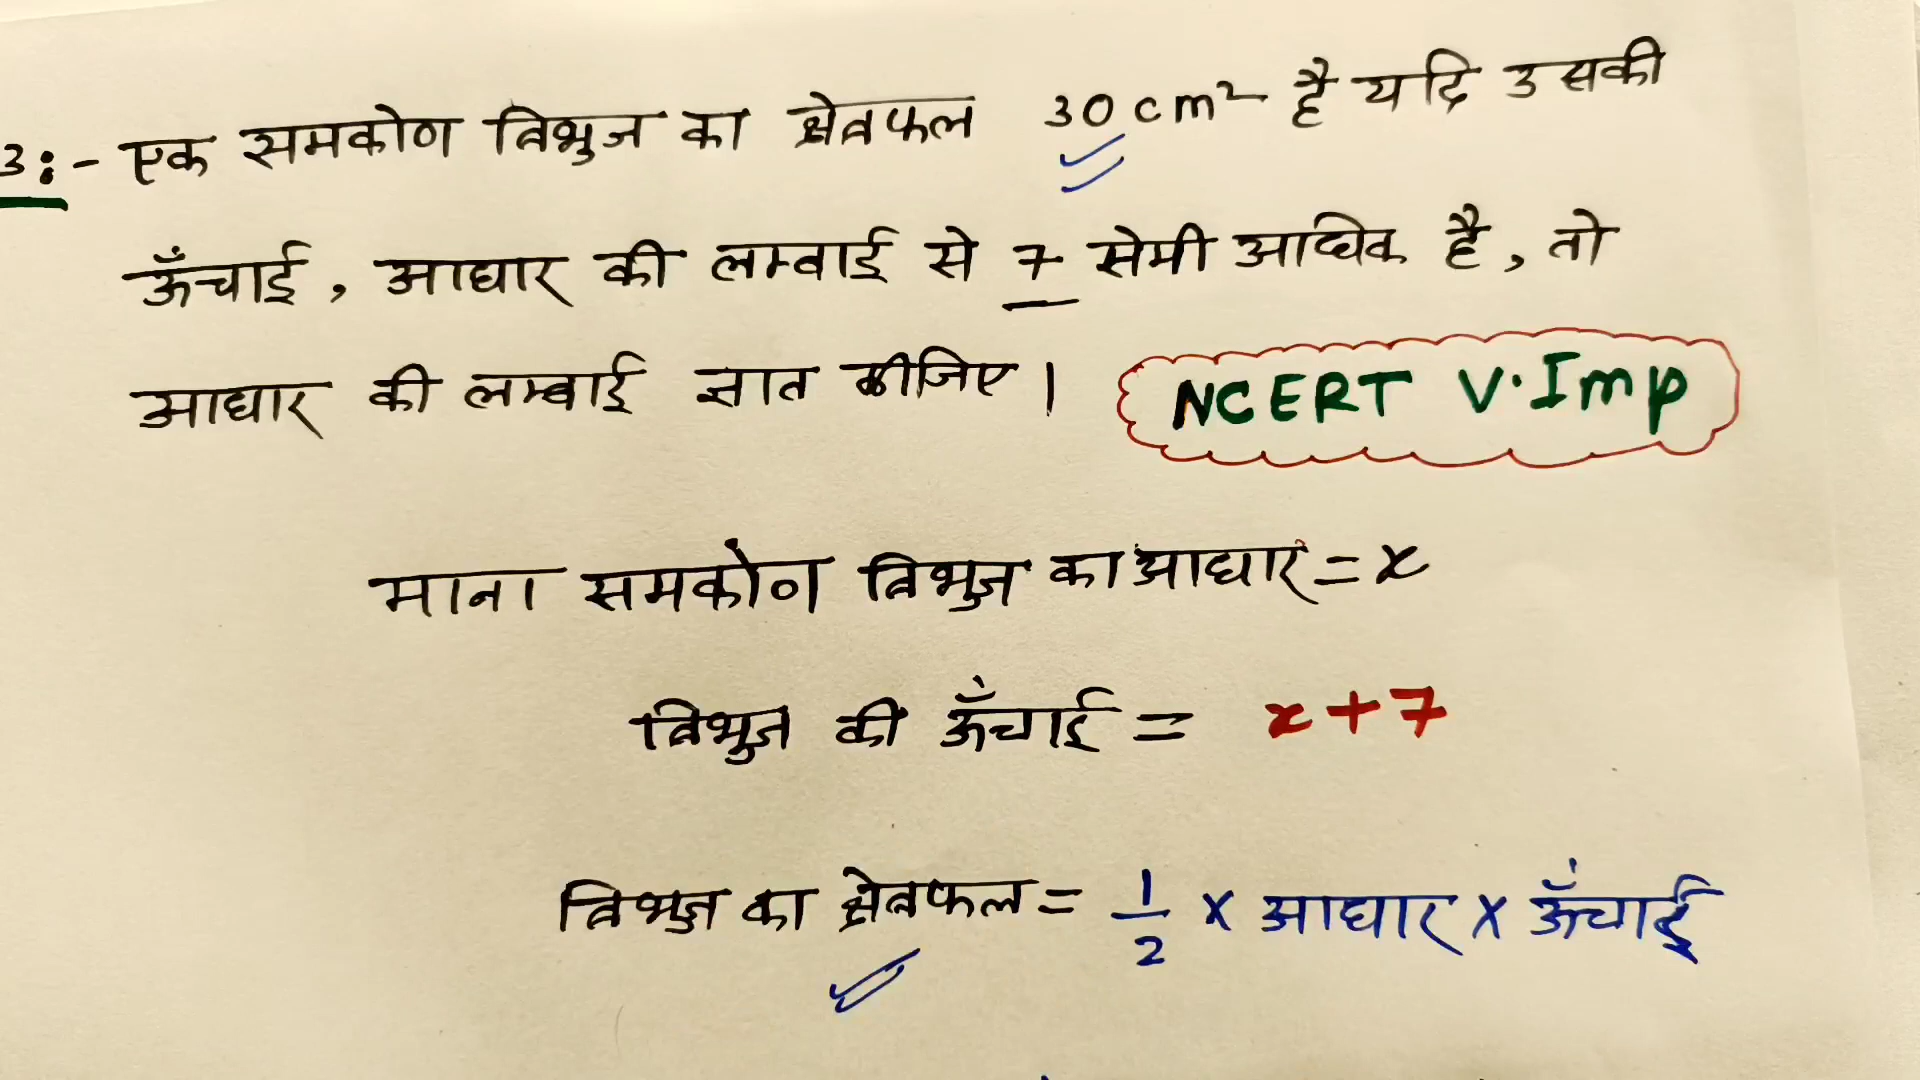 3:- एक समकोण त्रिभुज का क्षेत्रफल 30 cm² है यदि उसकी
ऊँचाई, आधार की लम्बाई से 7 सेमी अधिक है, तो
आधार की लम्बाई ज्ञात कीजिए।
NCERT V.Imp
माना समकोण त्रिभुज का आधार = x
त्रिभुज की ऊँचाई = x+7
त्रिभुज का क्षेत्रफल = 1/2 × आधार × ऊँचाई